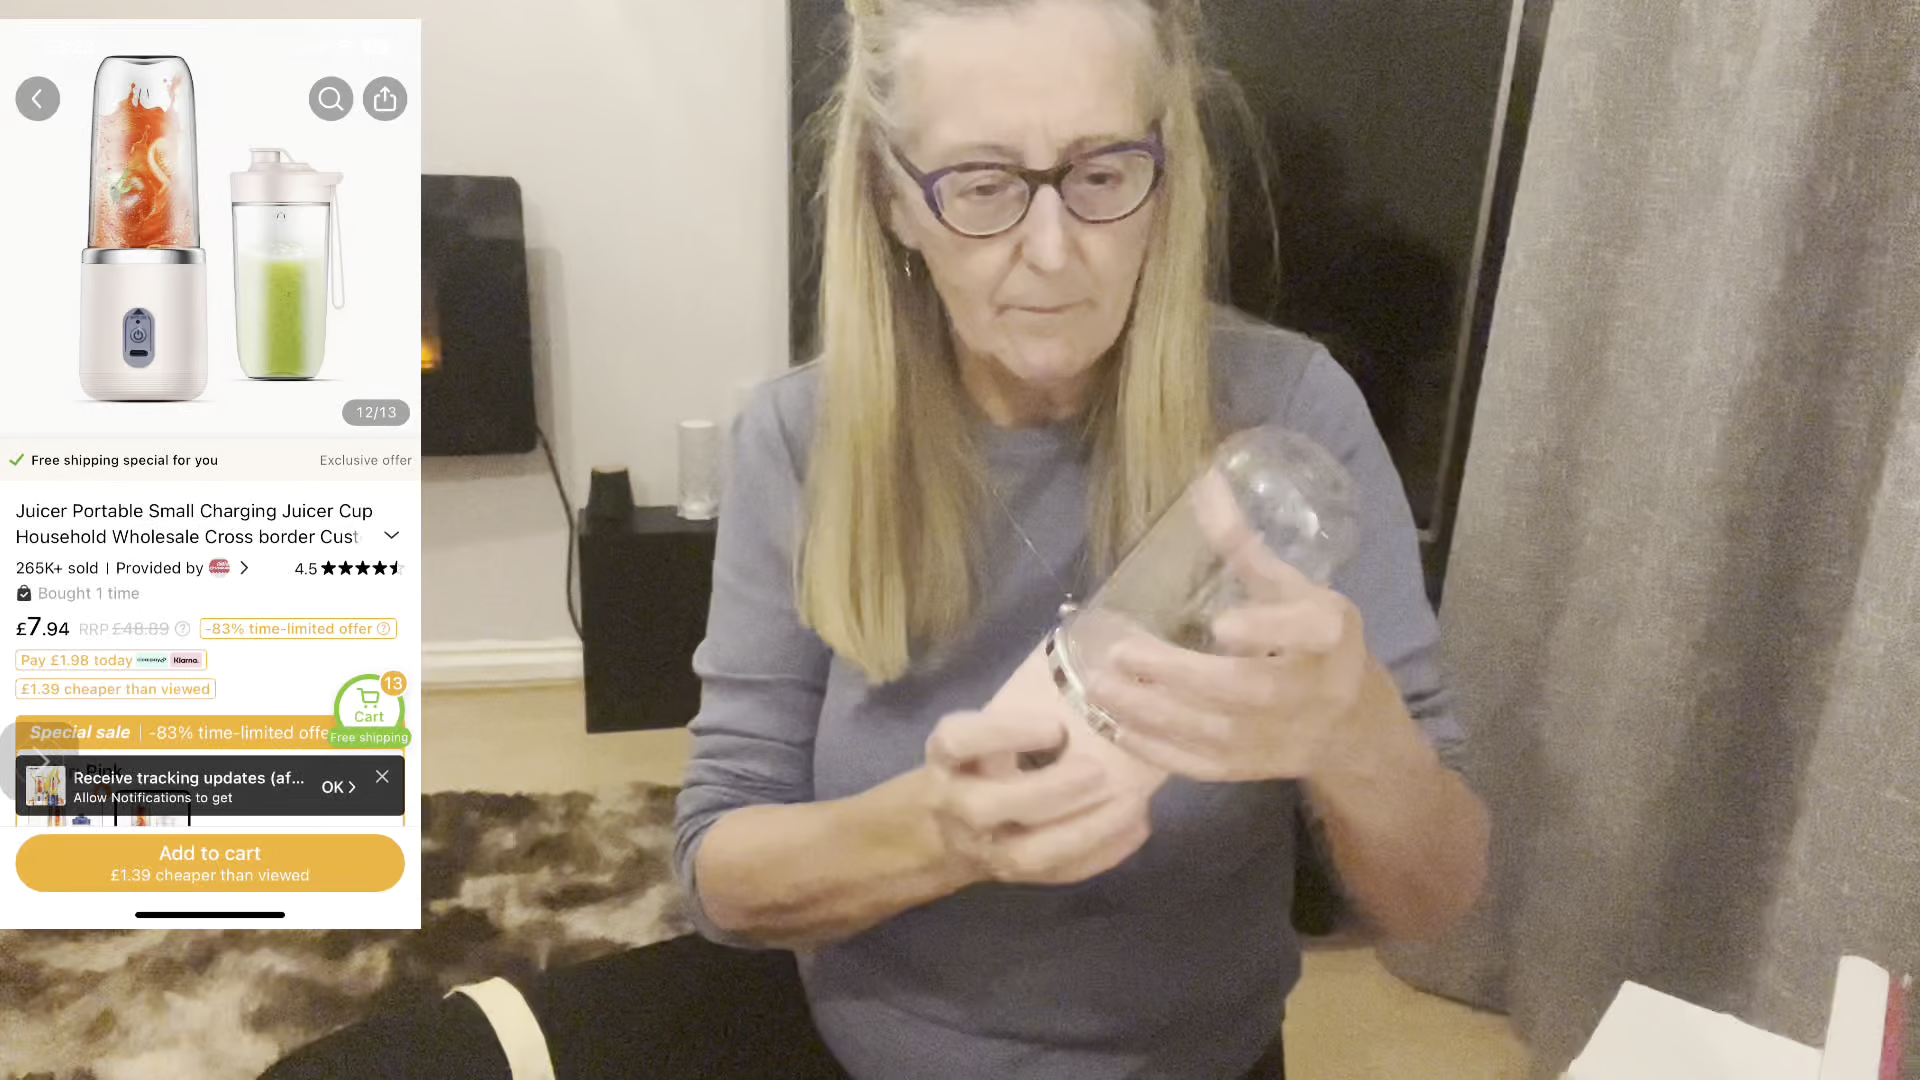 12/13
Free shipping special for you Exclusive offer
Juicer Portable Small Charging Juicer Cup
Household Wholesale Cross border Cust
265K+ sold | Provided by 4.5
Bought 1 time
£7.94 RRP £48.89 -83% time-limited offer
Pay £1.98 today Klarna.
£1.39 cheaper than viewed
13
Cart
Free shipping
Special sale | -83% time-limited offe
Pink
Receive tracking updates (af...
Allow Notifications to get
OK
Add to cart
£1.39 cheaper than viewed